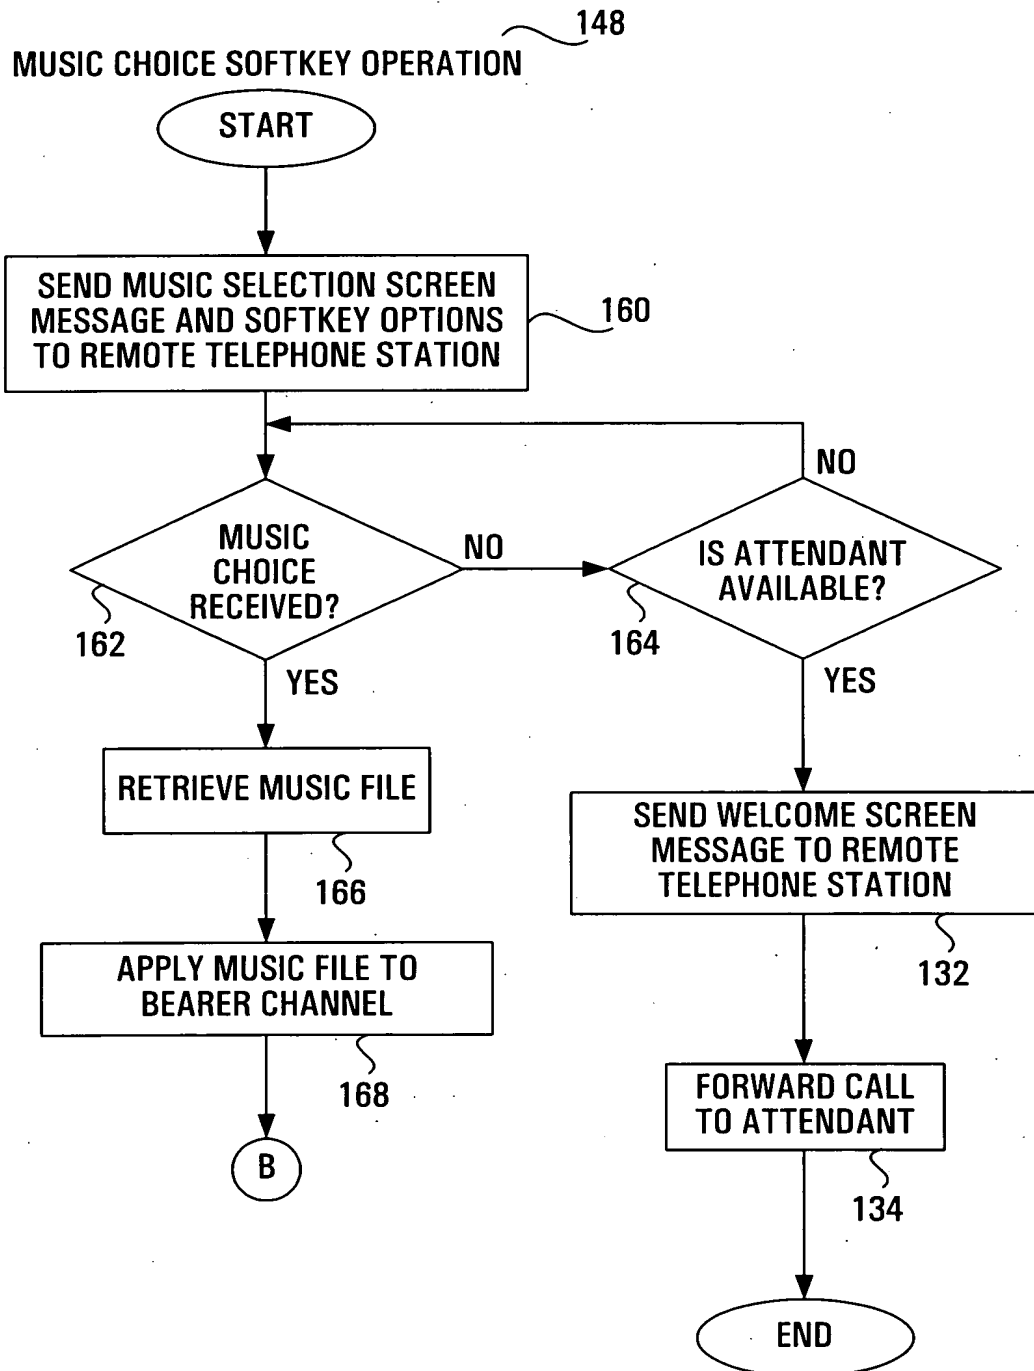 148
MUSIC CHOICE SOFTKEY OPERATION
START
SEND MUSIC SELECTION SCREEN
MESSAGE AND SOFTKEY OPTIONS
TO REMOTE TELEPHONE STATION
160
MUSIC
CHOICE
RECEIVED?
162
NO
YES
IS ATTENDANT
AVAILABLE?
164
NO
YES
RETRIEVE MUSIC FILE
166
APPLY MUSIC FILE TO
BEARER CHANNEL
168
B
SEND WELCOME SCREEN
MESSAGE TO REMOTE
TELEPHONE STATION
132
FORWARD CALL
TO ATTENDANT
134
END